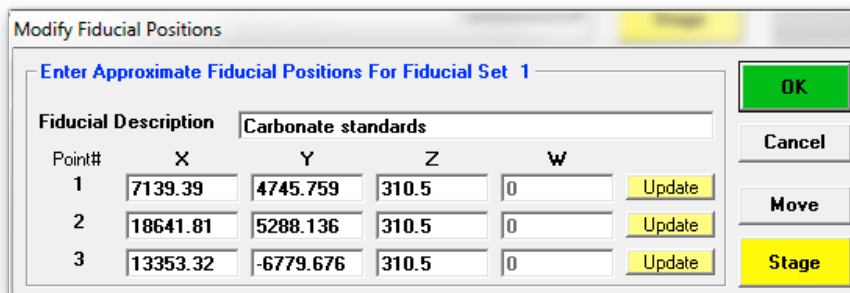 Modify Fiducial Positions
Enter Approximate Fiducial Positions For Fiducial Set 1
OK
Fiducial Description Carbonate standards
Cancel
Point# X Y Z W
1 7139.39 4745.759 310.5 0 Update
Move
2 18641.81 5288.136 310.5 0 Update
3 13353.32 -6779.676 310.5 0 Update
Stage